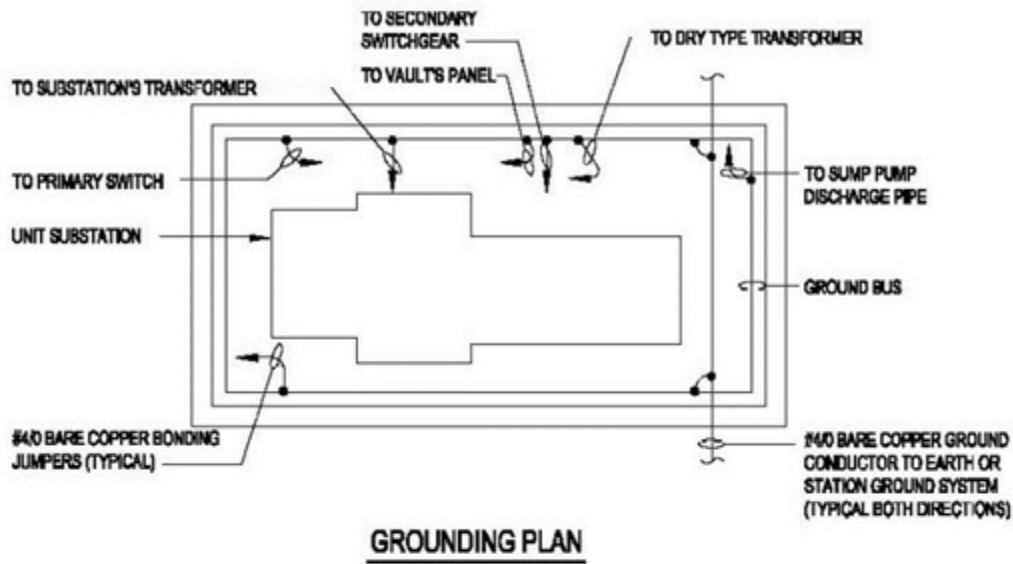 TO SECONDARY
SWITCHGEAR
TO DRY TYPE TRANSFORMER
TO VAULT'S PANEL
TO SUBSTATION'S TRANSFORMER
TO PRIMARY SWITCH
TO SUMP PUMP
DISCHARGE PIPE
UNIT SUBSTATION
GROUND BUS
#4/0 BARE COPPER BONDING
JUMPERS (TYPICAL)
#4/0 BARE COPPER GROUND
CONDUCTOR TO EARTH OR
STATION GROUND SYSTEM
(TYPICAL BOTH DIRECTIONS)
GROUNDING PLAN